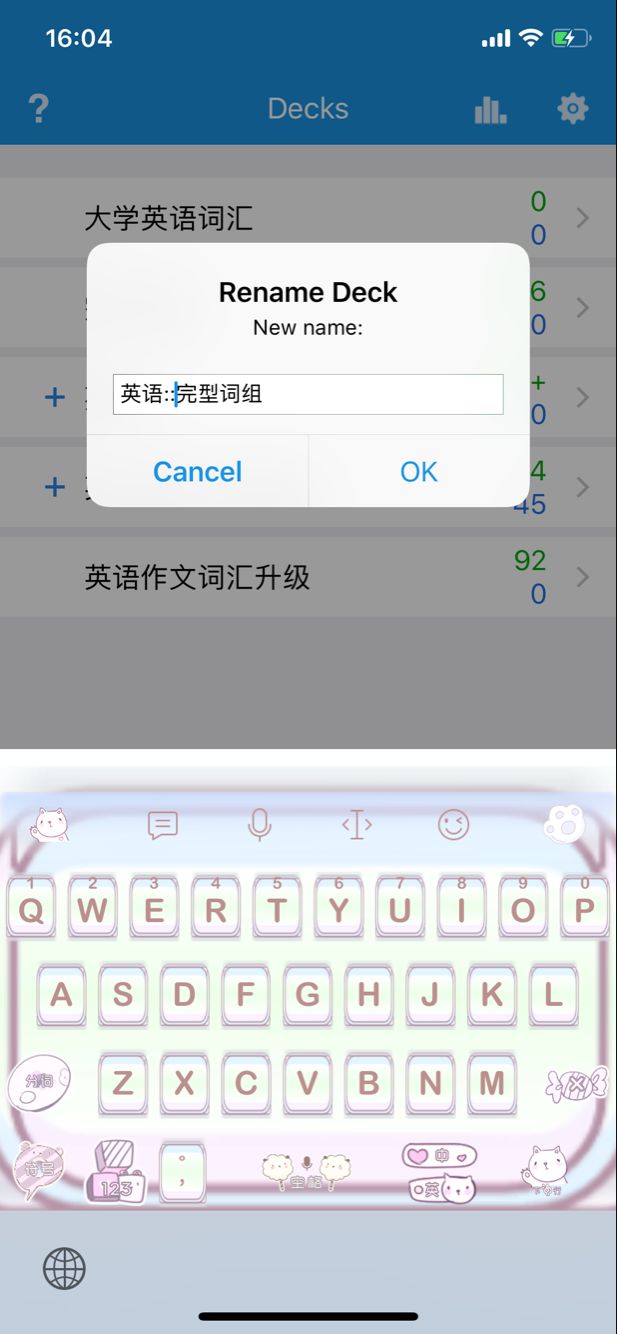 16:04
?
Decks
大学英语词汇
0
0
Rename Deck
New name:
6
0
英语::完型词组
+
+
0
Cancel
OK
+
4
45
英语作文词汇升级
92
0
1 2 3 4 5 6 7 8 9 0
Q W E R T Y U I O P
A S D F G H J K L
分词
Z X C V B N M
符号
123
。
，
空格
中
英